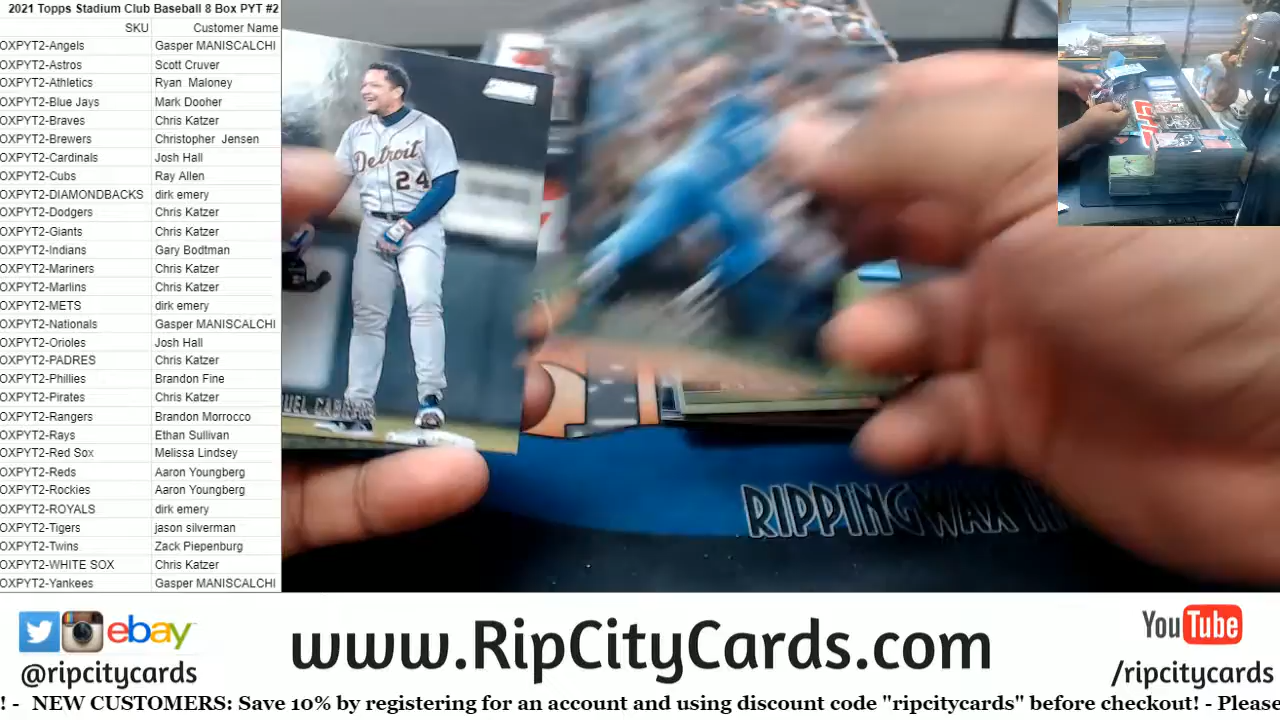 2021 Topps Stadium Club Baseball 8 Box PYT #2
SKU Customer Name
OXPYT2-Angels Gasper MANISCALCHI
OXPYT2-Astros Scott Cruver
OXPYT2-Athletics Ryan Maloney
OXPYT2-Blue Jays Mark Dooher
OXPYT2-Braves Chris Katzer
OXPYT2-Brewers Christopher Jensen
OXPYT2-Cardinals Josh Hall
OXPYT2-Cubs Ray Allen
OXPYT2-DIAMONDBACKS dirk emery
OXPYT2-Dodgers Chris Katzer
OXPYT2-Giants Chris Katzer
OXPYT2-Indians Gary Bodtman
OXPYT2-Mariners Chris Katzer
OXPYT2-Marlins Chris Katzer
OXPYT2-METS dirk emery
OXPYT2-Nationals Gasper MANISCALCHI
OXPYT2-Orioles Josh Hall
OXPYT2-PADRES Chris Katzer
OXPYT2-Phillies Brandon Fine
OXPYT2-Pirates Chris Katzer
OXPYT2-Rangers Brandon Morrocco
OXPYT2-Rays Ethan Sullivan
OXPYT2-Red Sox Melissa Lindsey
OXPYT2-Reds Aaron Youngberg
OXPYT2-Rockies Aaron Youngberg
OXPYT2-ROYALS dirk emery
OXPYT2-Tigers jason silverman
OXPYT2-Twins Zack Piepenburg
OXPYT2-WHITE SOX Chris Katzer
OXPYT2-Yankees Gasper MANISCALCHI
Detroit
24
RIPPING WAX
ebay
@ripcitycards
www.RipCityCards.com
YouTube
/ripcitycards
! - NEW CUSTOMERS: Save 10% by registering for an account and using discount code "ripcitycards" before checkout! - Please